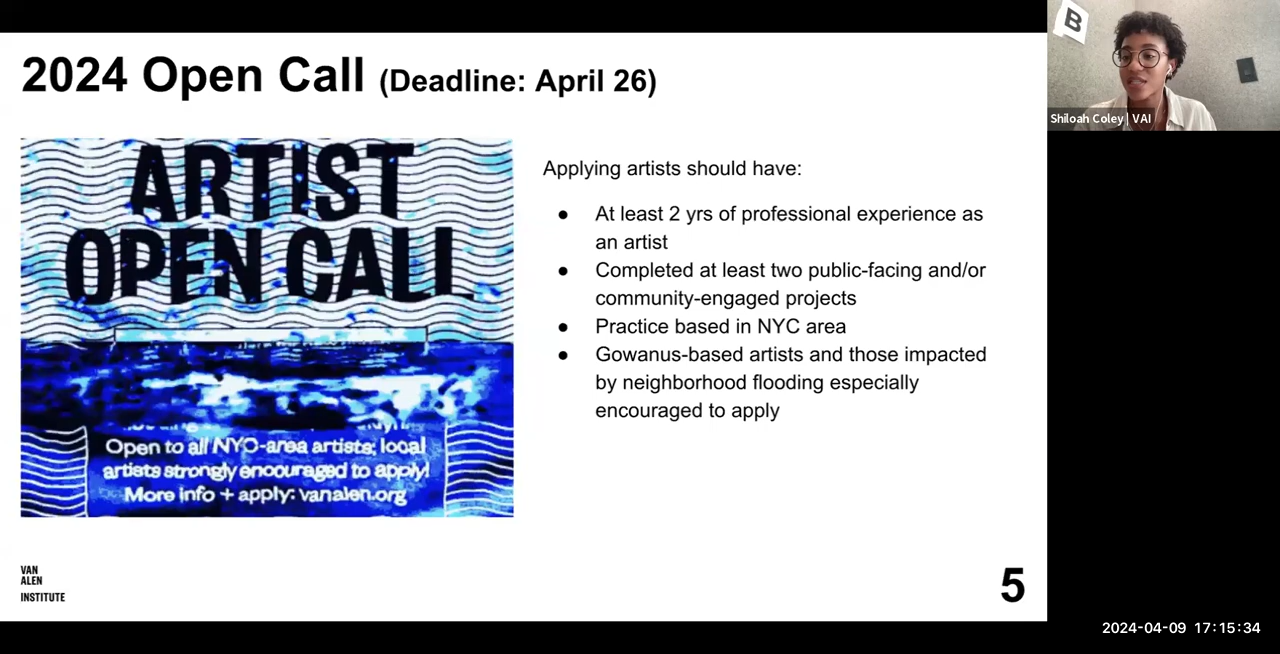 2024 Open Call (Deadline: April 26)
ARTIST
OPEN CALL
Open to all NYC-area artists; local
artists strongly encouraged to apply!
More info + apply: vanalen.org
Applying artists should have:
● At least 2 yrs of professional experience as
an artist
● Completed at least two public-facing and/or
community-engaged projects
● Practice based in NYC area
● Gowanus-based artists and those impacted
by neighborhood flooding especially
encouraged to apply
VAN
ALEN
INSTITUTE
5
B
Shiloah Coley | VAI
2024-04-09 17:15:34